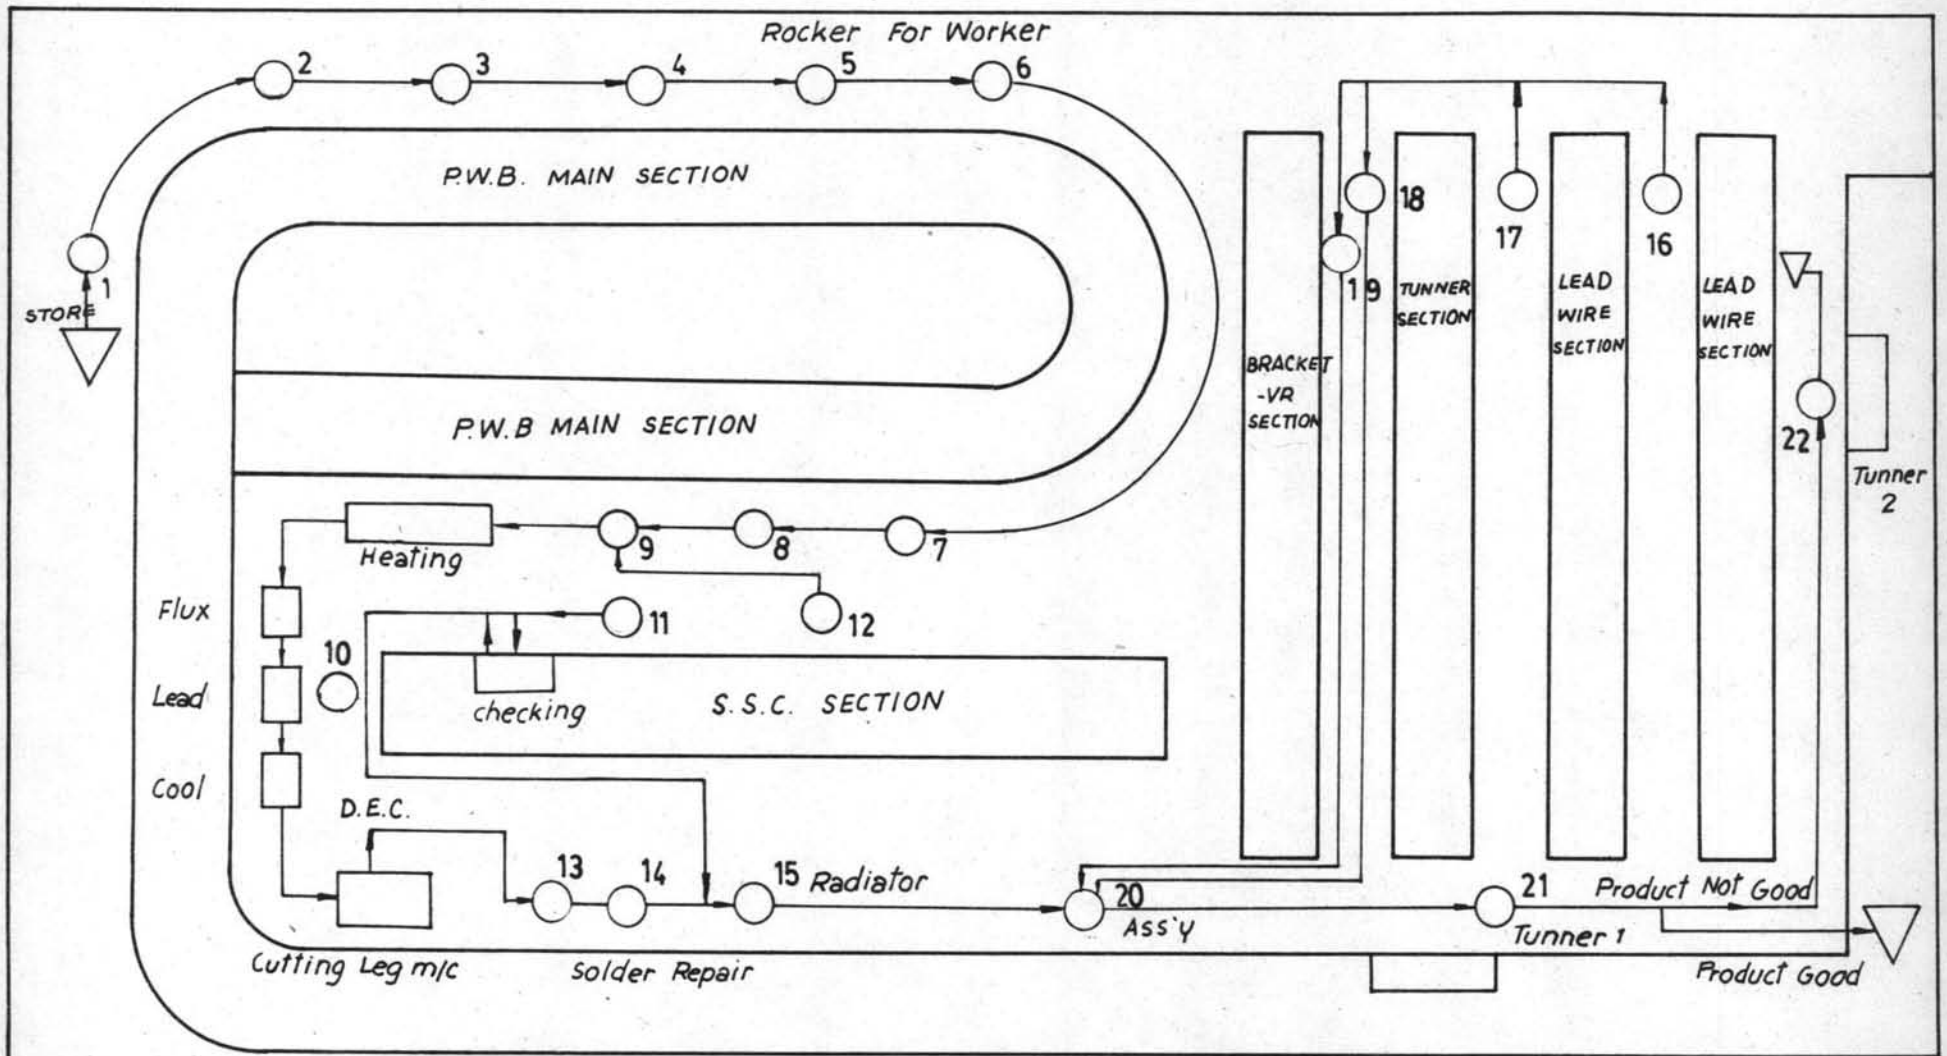 Rocker For Worker
2
3
4
5
6
P.W.B. MAIN SECTION
1
STORE
P.W.B MAIN SECTION
18
17
16
19
TUNNER
SECTION
LEAD
WIRE
SECTION
LEAD
WIRE
SECTION
BRACKET
-VR
SECTION
22
Tunner
2
9
8
7
Heating
Flux
11
12
10
Lead
checking
S.S.C. SECTION
Cool
D.E.C.
13
14
15
Radiator
20
Ass'y
21
Product Not Good
Tunner 1
Cutting Leg m/c
Solder Repair
Product Good